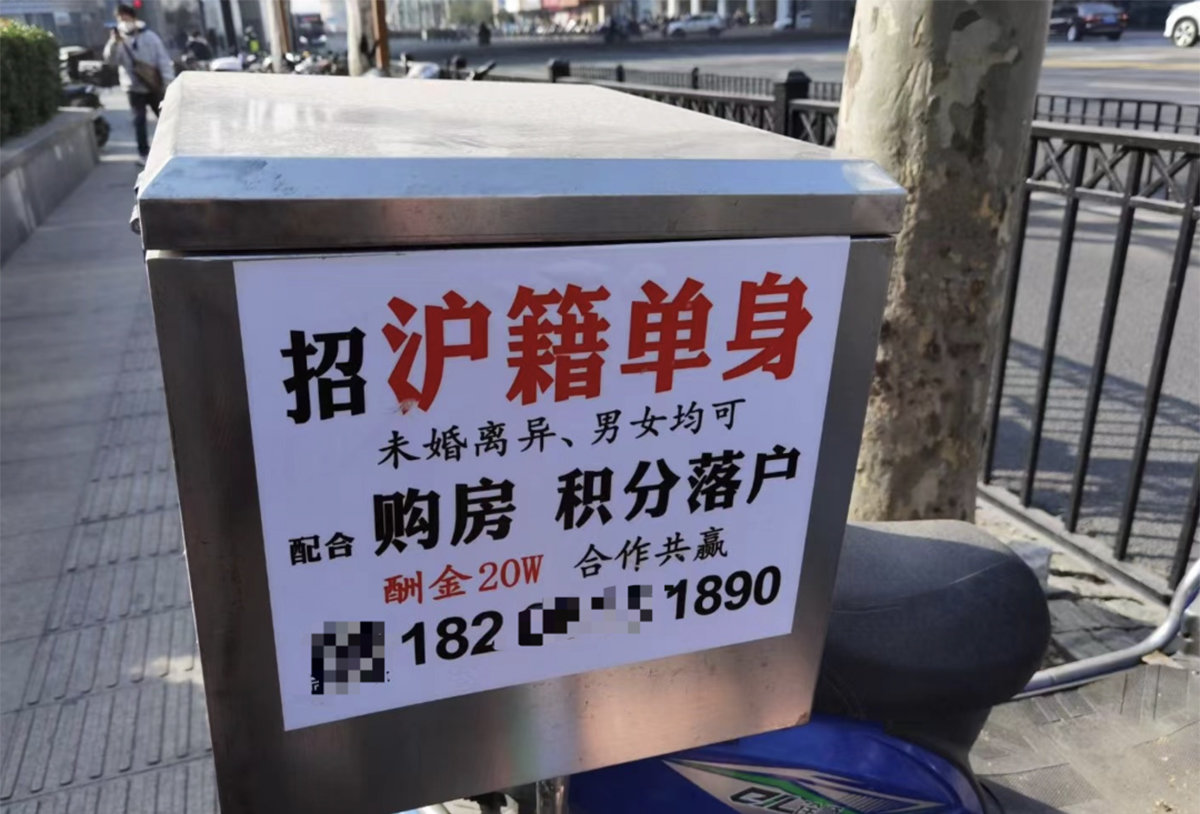 招沪籍单身
未婚离异、男女均可
配合 购房 积分落户
酬金20W 合作共赢
182 1890